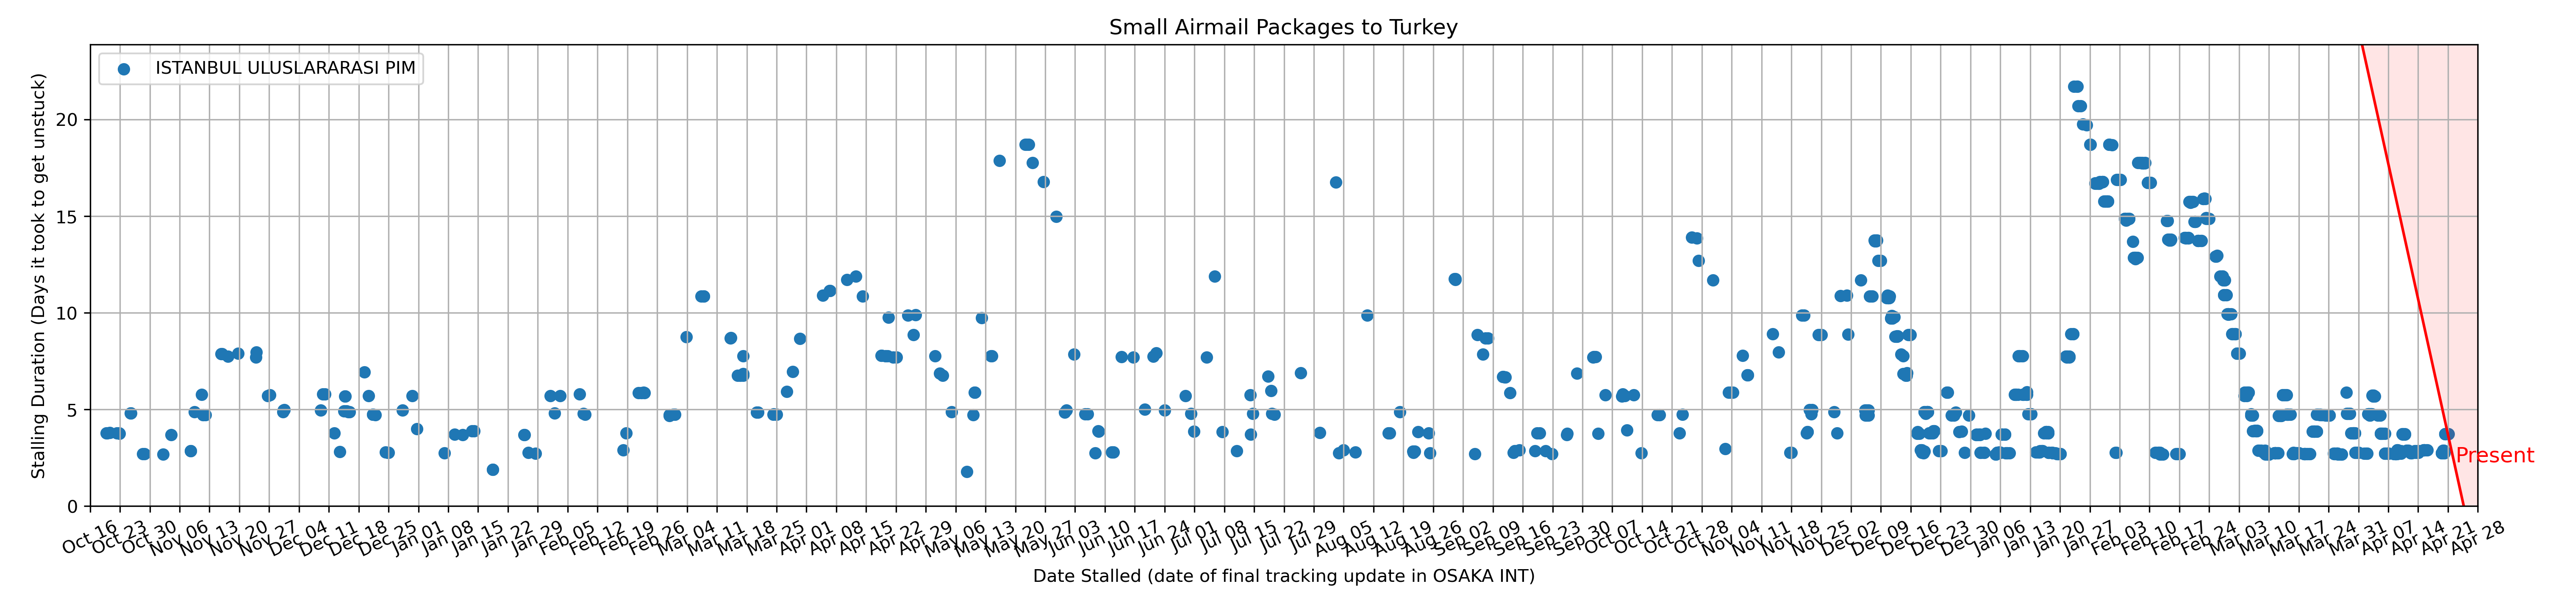 Small Airmail Packages to Turkey
ISTANBUL ULUSLARARASI PIM
Stalling Duration (Days it took to get unstuck)
20
15
10
5
0
Present
Oct 16
Oct 23
Oct 30
Nov 06
Nov 13
Nov 20
Nov 27
Dec 04
Dec 11
Dec 18
Dec 25
Jan 01
Jan 08
Jan 15
Jan 22
Jan 29
Feb 05
Feb 12
Feb 19
Feb 26
Mar 04
Mar 11
Mar 18
Mar 25
Apr 01
Apr 08
Apr 15
Apr 22
Apr 29
May 06
May 13
May 20
May 27
Jun 03
Jun 10
Jun 17
Jun 24
Jul 01
Jul 08
Jul 15
Jul 22
Jul 29
Aug 05
Aug 12
Aug 19
Aug 26
Sep 02
Sep 09
Sep 16
Sep 23
Sep 30
Oct 07
Oct 14
Oct 21
Oct 28
Nov 04
Nov 11
Nov 18
Nov 25
Dec 02
Dec 09
Dec 16
Dec 23
Dec 30
Jan 06
Jan 13
Jan 20
Jan 27
Feb 03
Feb 10
Feb 17
Feb 24
Mar 03
Mar 10
Mar 17
Mar 24
Mar 31
Apr 07
Apr 14
Apr 21
Apr 28
Date Stalled (date of final tracking update in OSAKA INT)